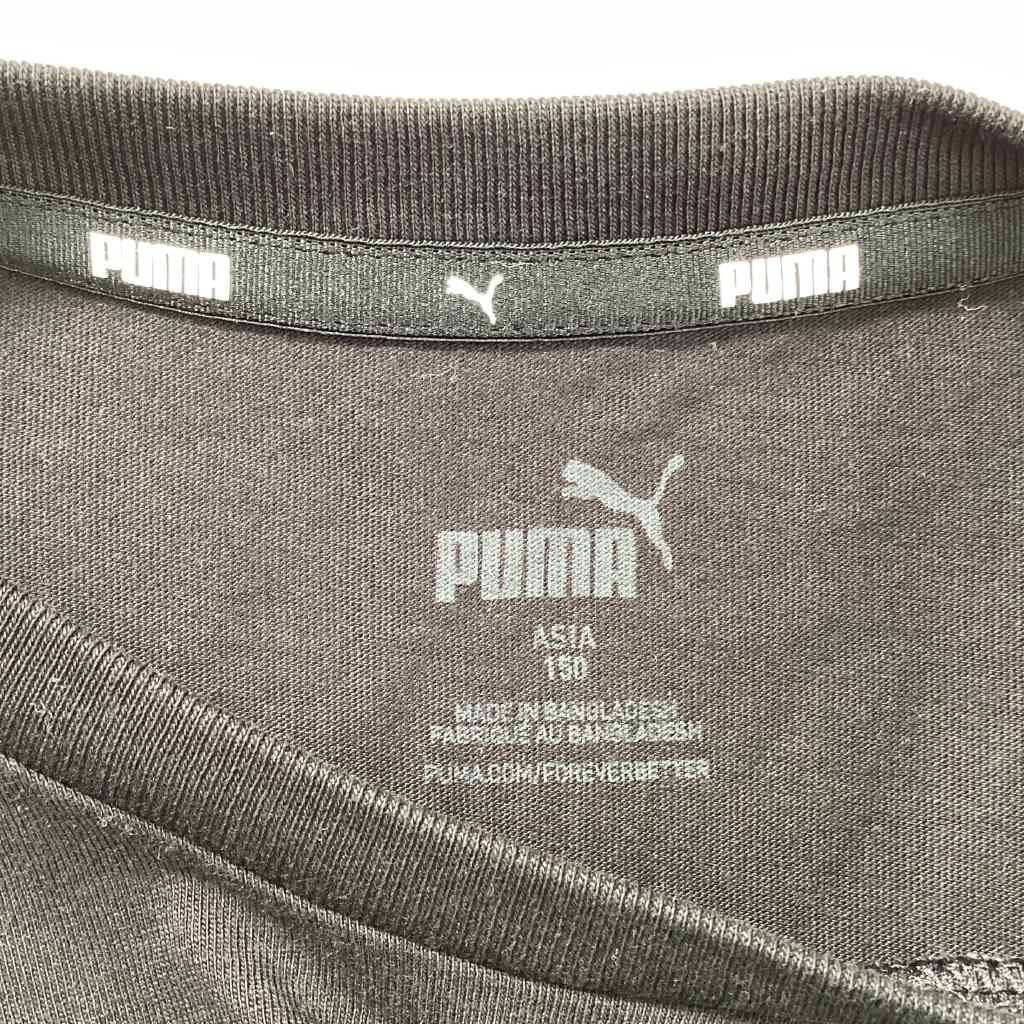 PUMA PUMA
PUMA
ASIA
150
MADE IN BANGLADESH
FABRIQUÉ AU BANGLADESH
PUMA.COM/FOREVERBETTER